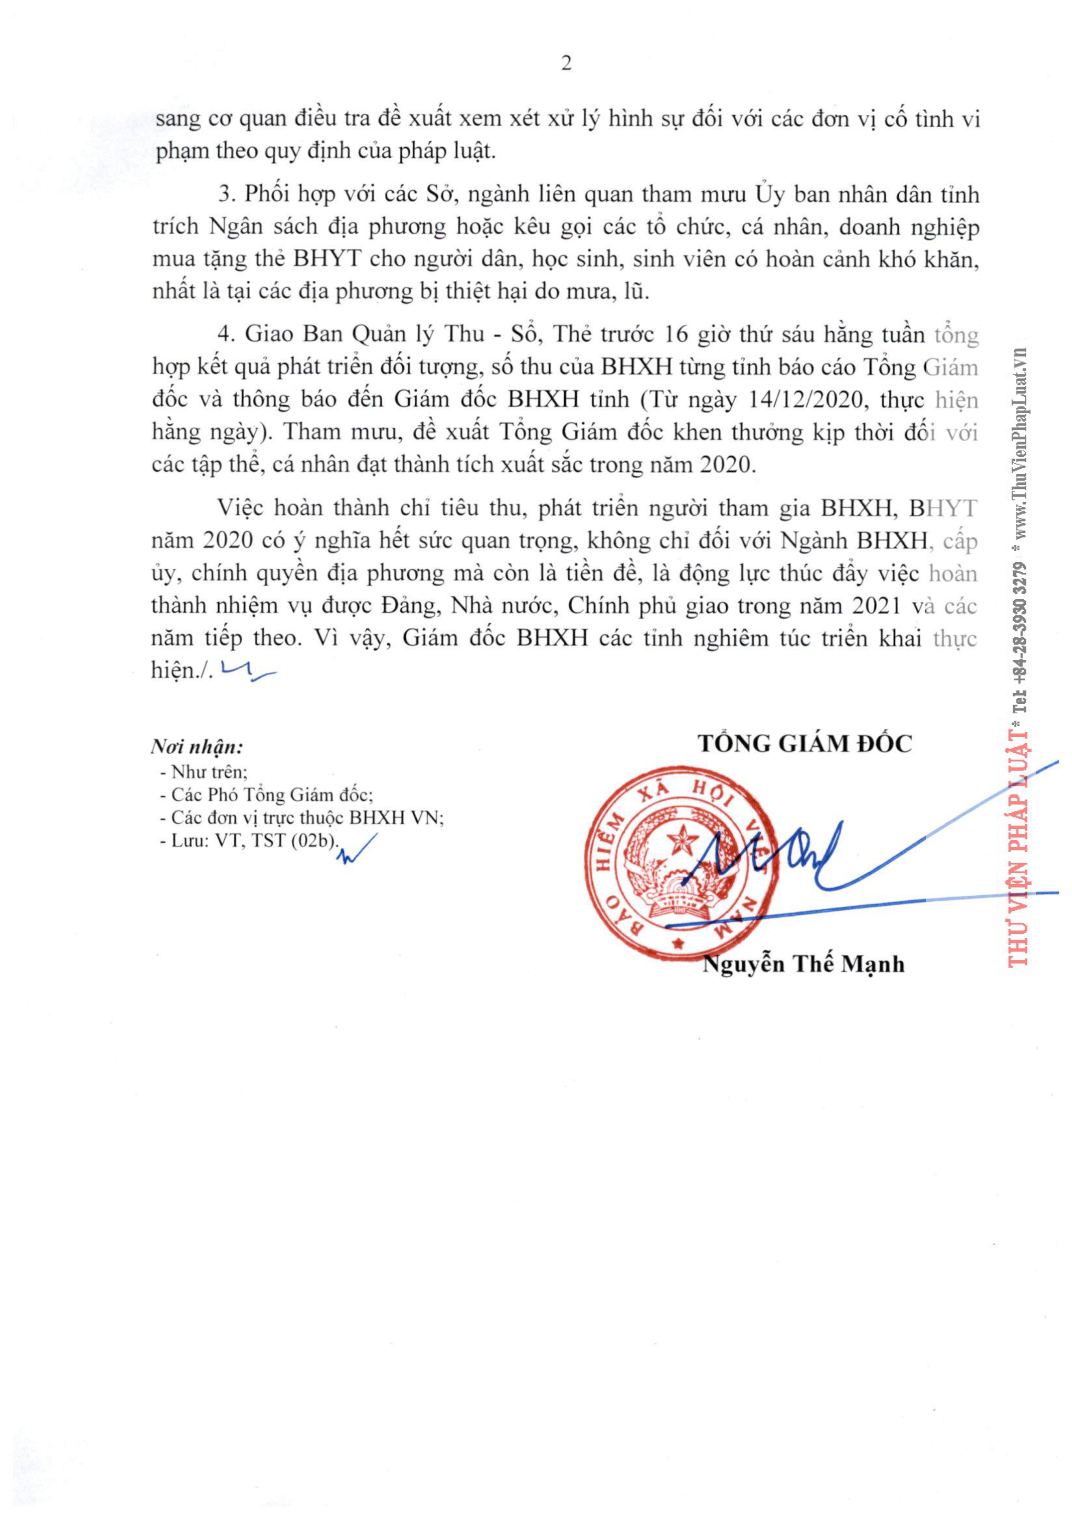 2
sang cơ quan điều tra đề xuất xem xét xử lý hình sự đối với các đơn vị cố tình vi
phạm theo quy định của pháp luật.
3. Phối hợp với các Sở, ngành liên quan tham mưu Ủy ban nhân dân tỉnh
trích Ngân sách địa phương hoặc kêu gọi các tổ chức, cá nhân, doanh nghiệp
mua tặng thẻ BHYT cho người dân, học sinh, sinh viên có hoàn cảnh khó khăn,
nhất là tại các địa phương bị thiệt hại do mưa, lũ.
4. Giao Ban Quản lý Thu - Sổ, Thẻ trước 16 giờ thứ sáu hằng tuần tổng
hợp kết quả phát triển đối tượng, số thu của BHXH từng tỉnh báo cáo Tổng Giám
đốc và thông báo đến Giám đốc BHXH tỉnh (Từ ngày 14/12/2020, thực hiện
hằng ngày). Tham mưu, đề xuất Tổng Giám đốc khen thưởng kịp thời đối với
các tập thể, cá nhân đạt thành tích xuất sắc trong năm 2020.
Việc hoàn thành chỉ tiêu thu, phát triển người tham gia BHXH, BHYT
năm 2020 có ý nghĩa hết sức quan trọng, không chỉ đối với Ngành BHXH, cấp
ủy, chính quyền địa phương mà còn là tiền đề, là động lực thúc đẩy việc hoàn
thành nhiệm vụ được Đảng, Nhà nước, Chính phủ giao trong năm 2021 và các
năm tiếp theo. Vì vậy, Giám đốc BHXH các tỉnh nghiêm túc triển khai thực
hiện./.
Nơi nhận:
- Như trên;
- Các Phó Tổng Giám đốc;
- Các đơn vị trực thuộc BHXH VN;
- Lưu: VT, TST (02b).
TỔNG GIÁM ĐỐC
BẢO HIỂM XÃ HỘI VIỆT NAM
Nguyễn Thế Mạnh
THƯ VIỆN PHÁP LUẬT * Tel: +84-28-3930 3279 * www.ThuVienPhapLuat.vn